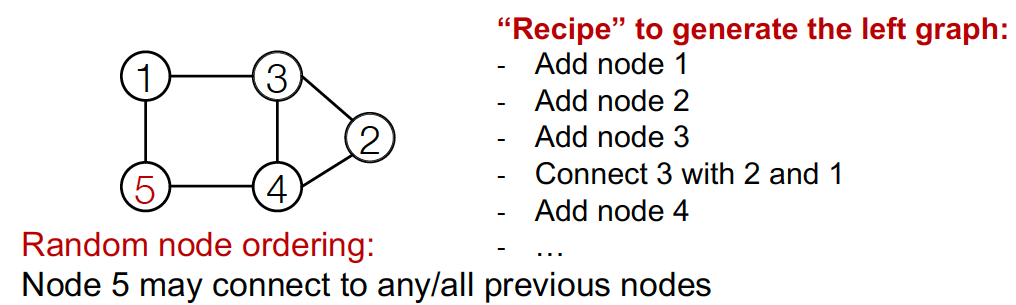 1
3
2
5
4
Random node ordering:
Node 5 may connect to any/all previous nodes
“Recipe” to generate the left graph:
- Add node 1
- Add node 2
- Add node 3
- Connect 3 with 2 and 1
- Add node 4
- …